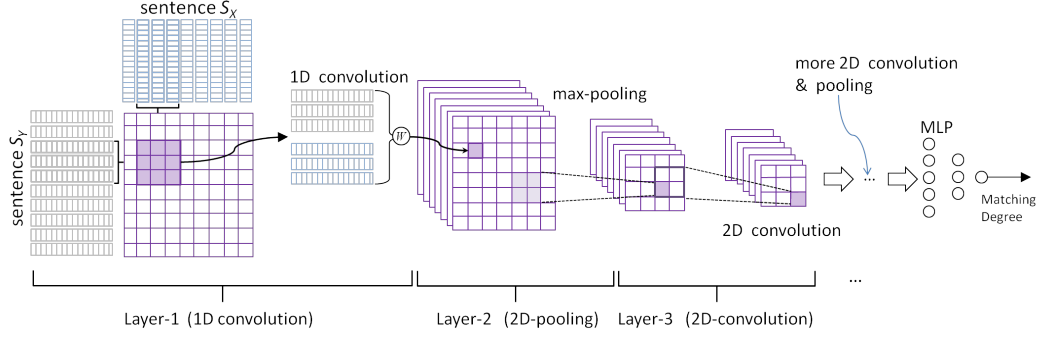 sentence S_X
sentence S_Y
1D convolution
W
max-pooling
2D convolution
more 2D convolution
& pooling
...
MLP
Matching
Degree
...
Layer-1 (1D convolution)
Layer-2 (2D-pooling)
Layer-3 (2D-convolution)